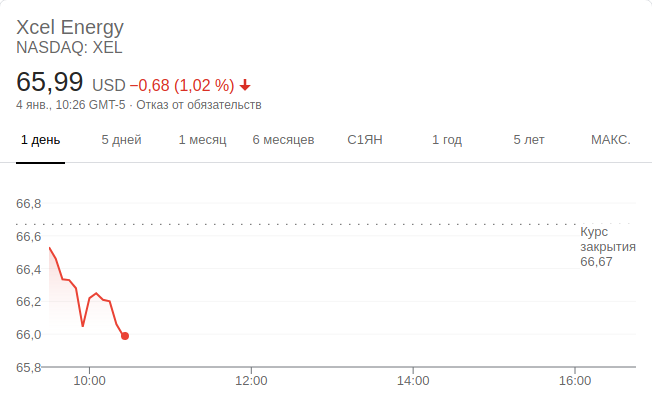 Xcel Energy
NASDAQ: XEL
65,99 USD −0,68 (1,02 %)
4 янв., 10:26 GMT-5 · Отказ от обязательств
1 день 5 дней 1 месяц 6 месяцев С1ЯН 1 год 5 лет МАКС.
66,8
66,6
66,4
66,2
66,0
65,8
Курс
закрытия
66,67
10:00 12:00 14:00 16:00